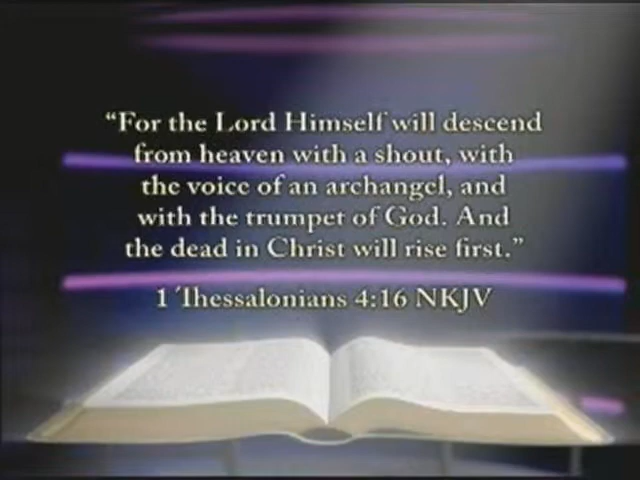 “For the Lord Himself will descend
from heaven with a shout, with
the voice of an archangel, and
with the trumpet of God. And
the dead in Christ will rise first.”
1 Thessalonians 4:16 NKJV